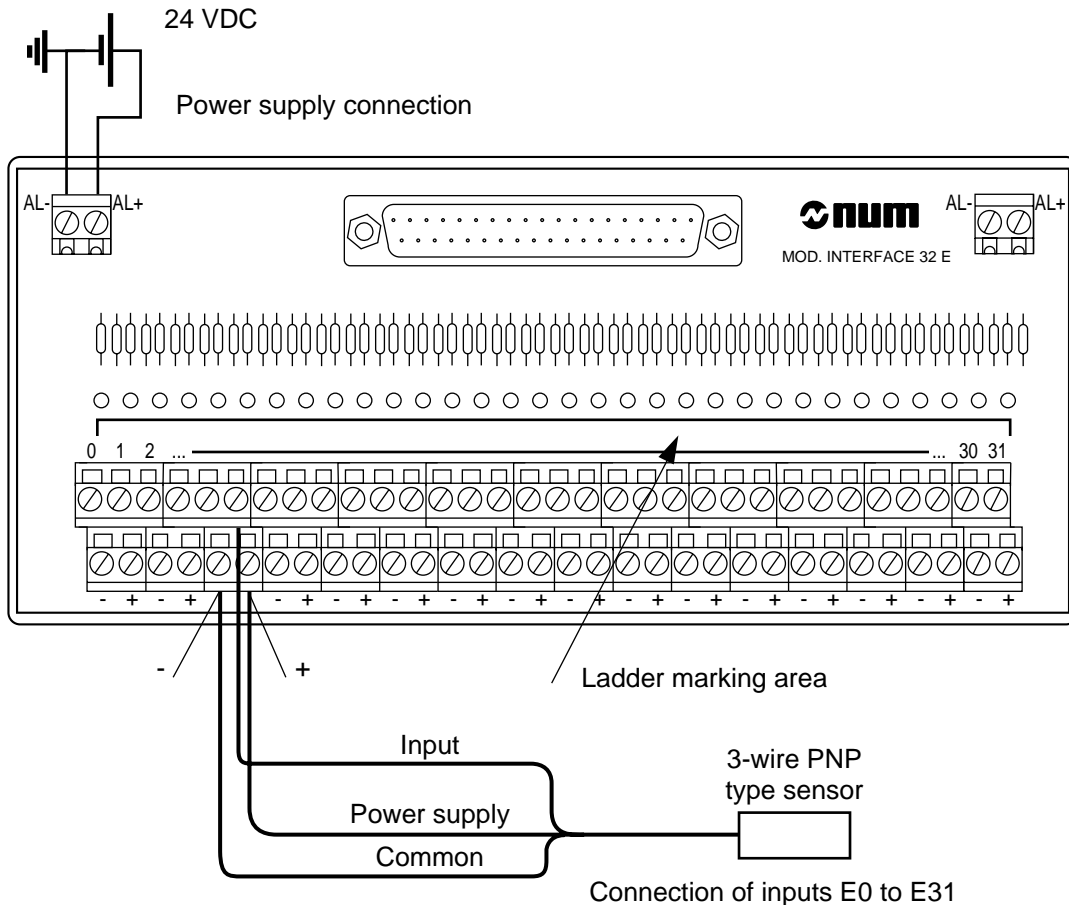 24 VDC
Power supply connection
AL- AL+
num
AL- AL+
MOD. INTERFACE 32 E
0 1 2 ... ... 30 31
- + - + - + - + - + - + - + - + - + - + - + - + - + - + - +
- +
Ladder marking area
Input
3-wire PNP
type sensor
Power supply
Common
Connection of inputs E0 to E31